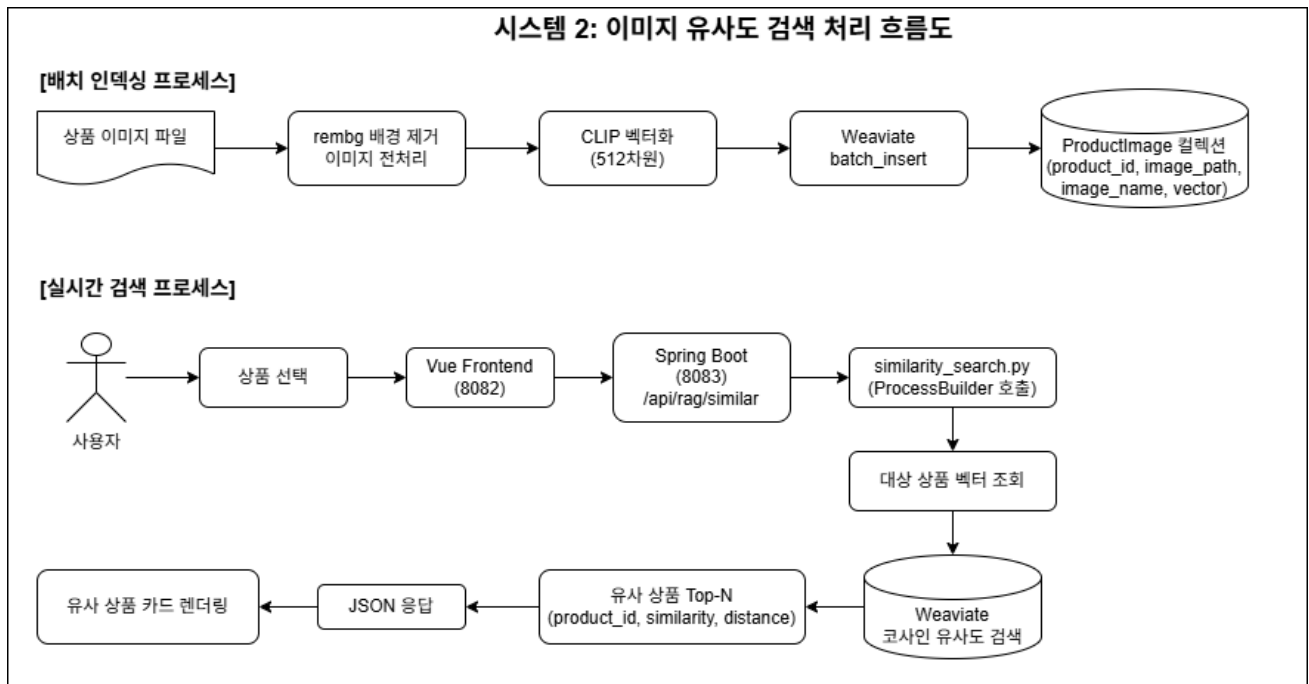 시스템 2: 이미지 유사도 검색 처리 흐름도
[배치 인덱싱 프로세스]
상품 이미지 파일
rembg 배경 제거
이미지 전처리
CLIP 벡터화
(512차원)
Weaviate
batch_insert
ProductImage 컬렉션
(product_id, image_path,
image_name, vector)
[실시간 검색 프로세스]
사용자
상품 선택
Vue Frontend
(8082)
Spring Boot
(8083)
/api/rag/similar
similarity_search.py
(ProcessBuilder 호출)
대상 상품 벡터 조회
Weaviate
코사인 유사도 검색
유사 상품 Top-N
(product_id, similarity, distance)
JSON 응답
유사 상품 카드 렌더링